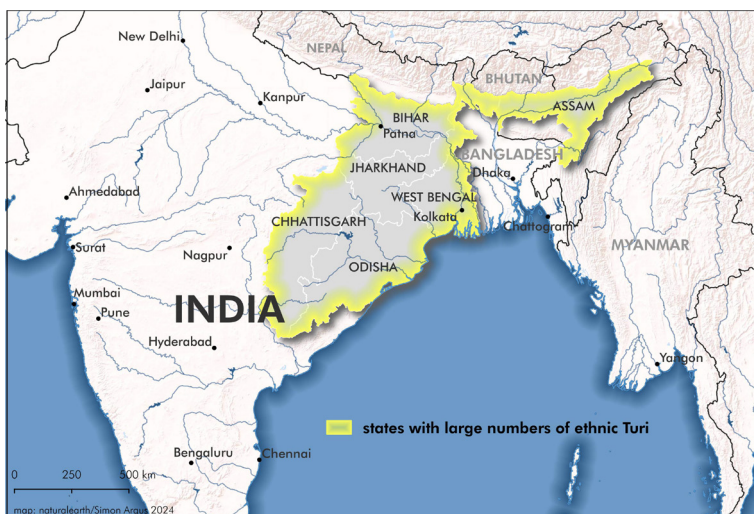 New Delhi
NEPAL
BHUTAN
Jaipur
Kanpur
ASSAM
BIHAR
Patna
BANGLADESH
JHARKHAND
Dhaka
Ahmedabad
WEST BENGAL
CHHATTISGARH
Kolkata
Chattogram
Surat
Nagpur
MYANMAR
ODISHA
Mumbai
INDIA
Pune
Hyderabad
Yangon
states with large numbers of ethnic Turi
Bengaluru
Chennai
0 250 500 km
map: naturalearth/Simon Argus 2024